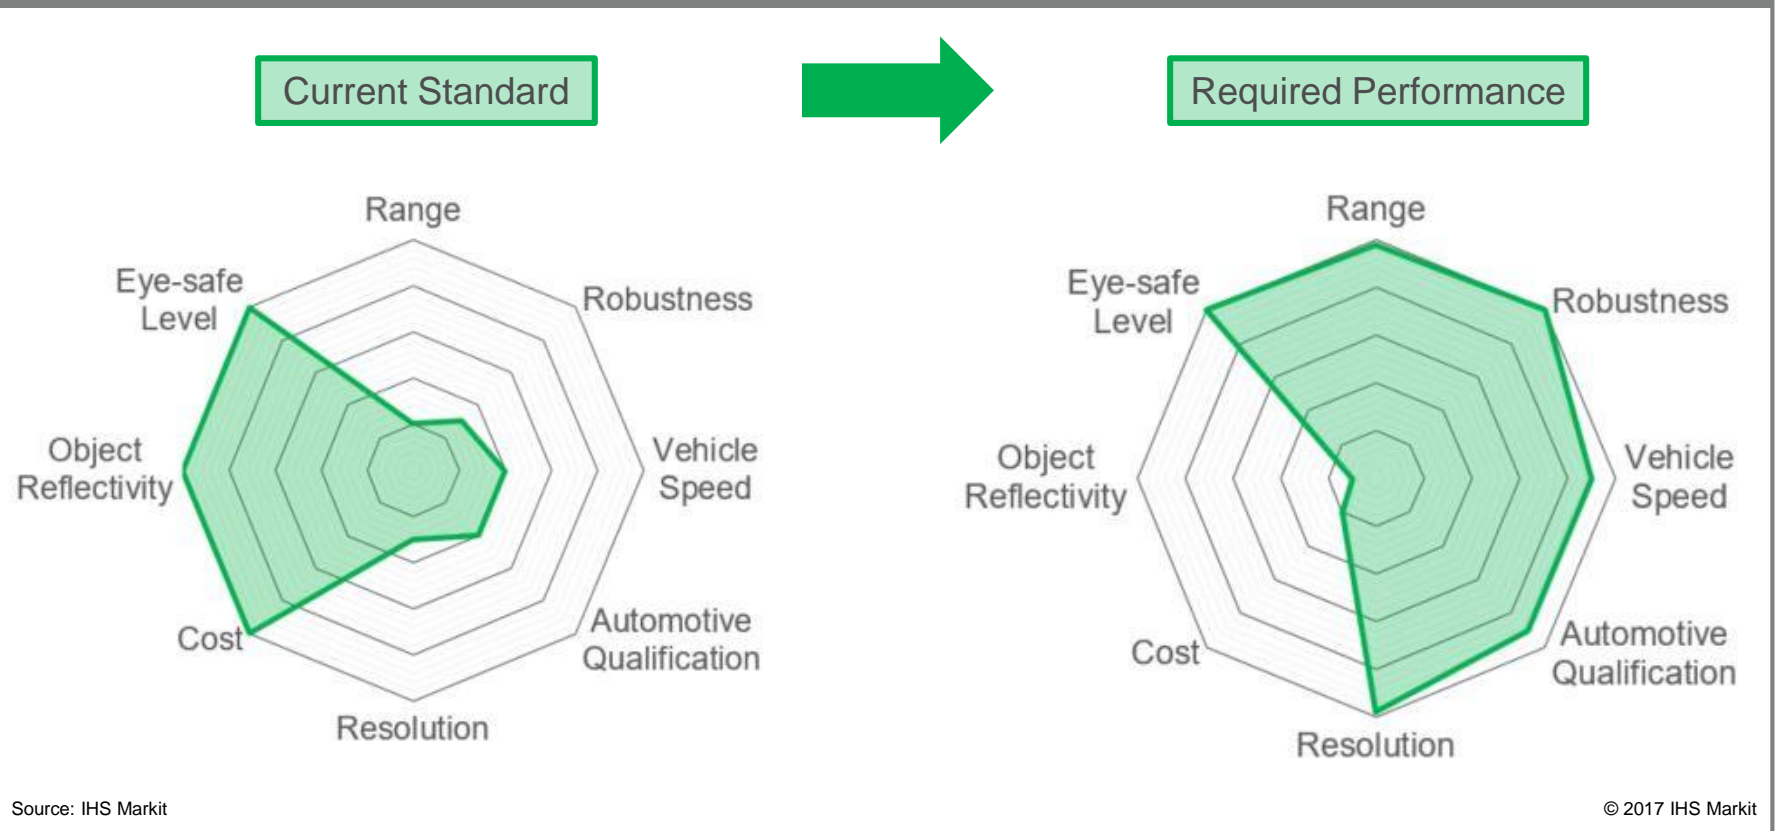 Current Standard
Required Performance
Range
Eye-safe
Level
Robustness
Object
Reflectivity
Vehicle
Speed
Cost
Automotive
Qualification
Resolution
Range
Eye-safe
Level
Robustness
Object
Reflectivity
Vehicle
Speed
Cost
Automotive
Qualification
Resolution
Source: IHS Markit
© 2017 IHS Markit